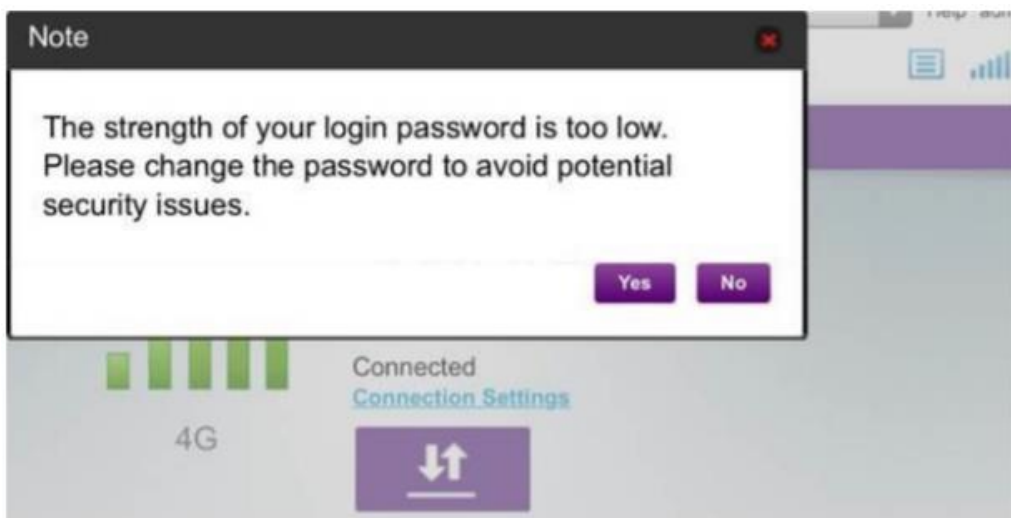 Help
Note
The strength of your login password is too low.
Please change the password to avoid potential
security issues.
Yes No
Connected
Connection Settings
4G